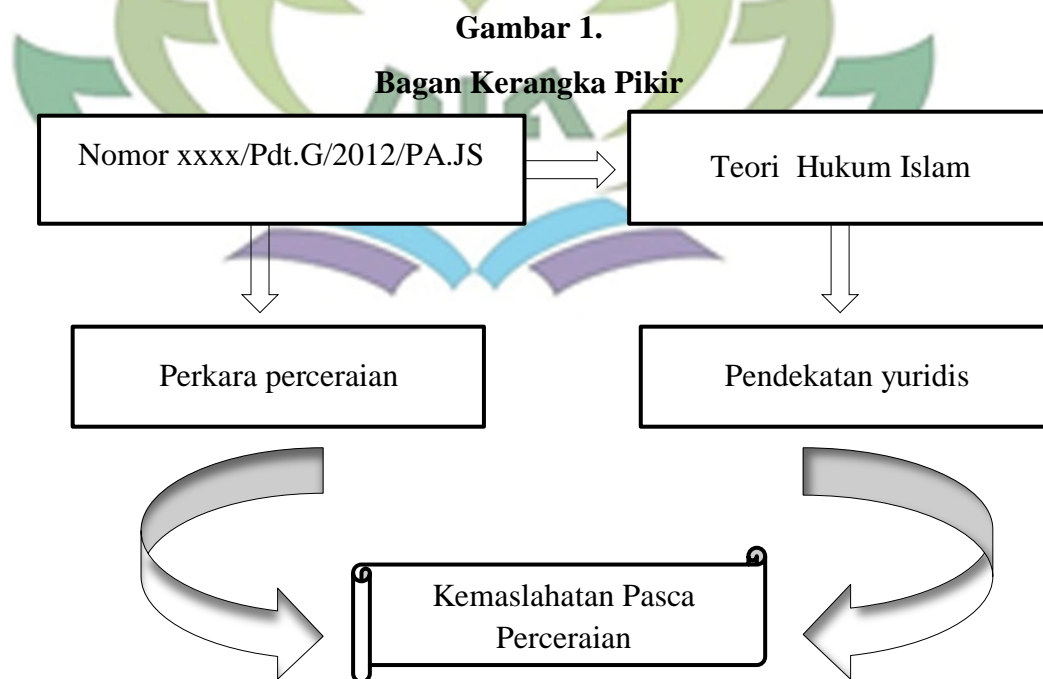 Gambar 1.
Bagan Kerangka Pikir
Nomor xxxx/Pdt.G/2012/PA.JS
Teori Hukum Islam
Perkara perceraian
Pendekatan yuridis
Kemaslahatan Pasca
Perceraian